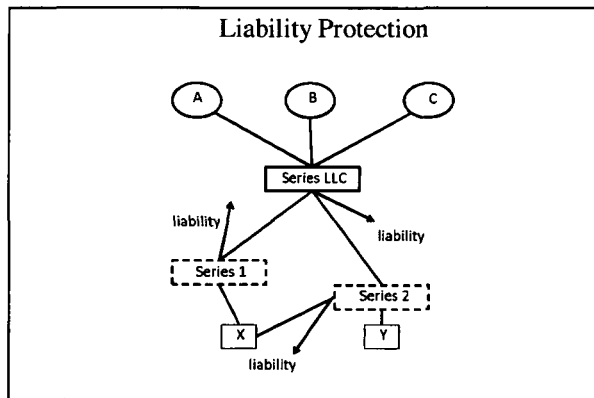 Liability Protection
A
B
C
Series LLC
liability
liability
Series 1
Series 2
X
Y
liability